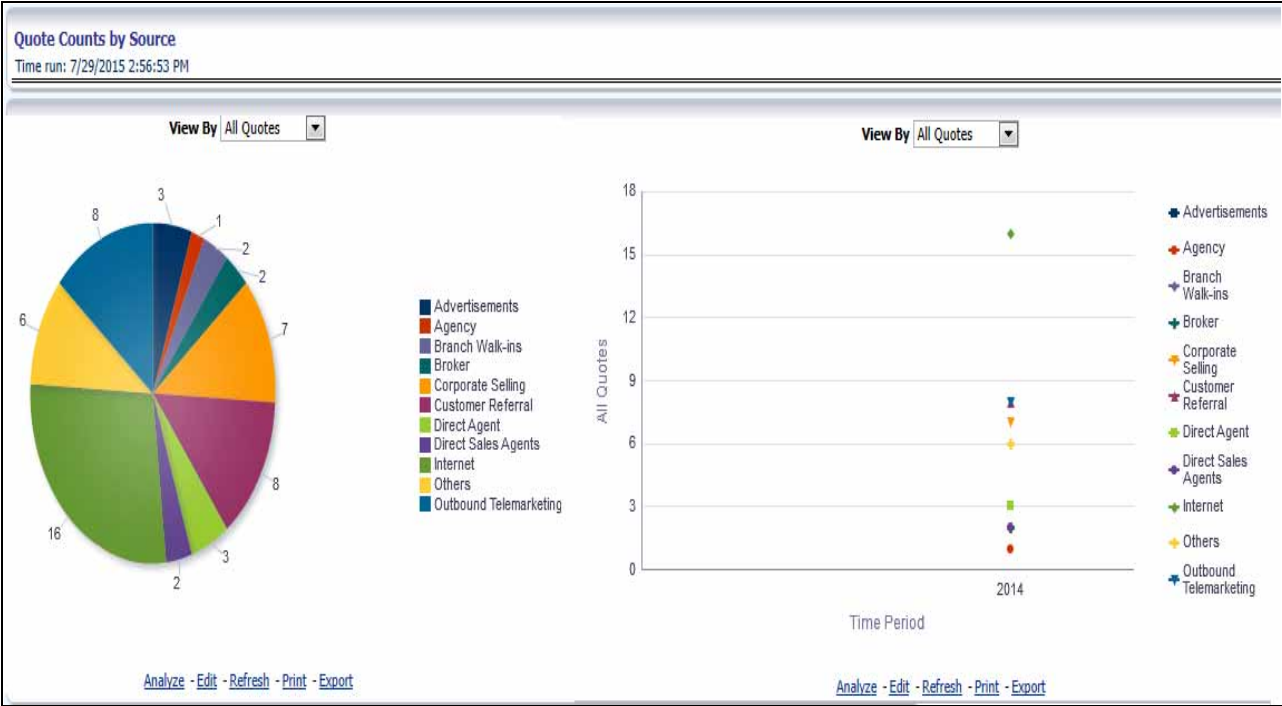 Quote Counts by Source
Time run: 7/29/2015 2:56:53 PM
View By All Quotes
3
8
1
2
2
7
6
8
16
3
2
Advertisements
Agency
Branch Walk-ins
Broker
Corporate Selling
Customer Referral
Direct Agent
Direct Sales Agents
Internet
Others
Outbound Telemarketing
Analyze - Edit - Refresh - Print - Export
View By All Quotes
All Quotes
18
15
12
9
6
3
0
2014
Time Period
Advertisements
Agency
Branch
Walk-ins
Broker
Corporate
Selling
Customer
Referral
Direct Agent
Direct Sales
Agents
Internet
Others
Outbound
Telemarketing
Analyze - Edit - Refresh - Print - Export